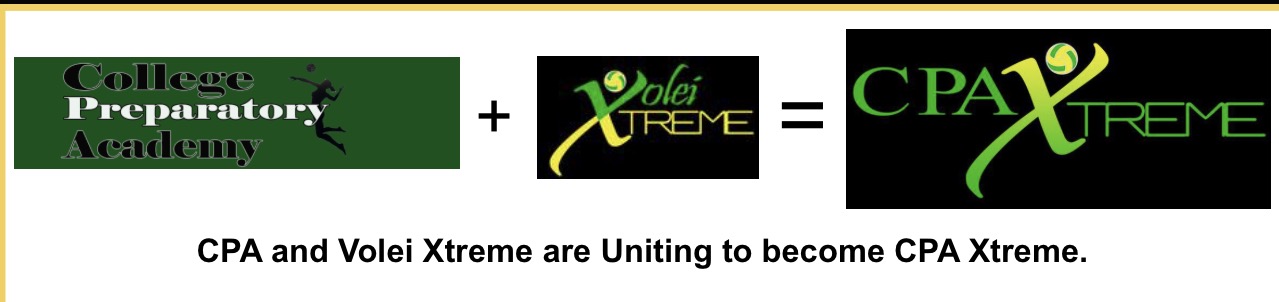 College
Preparatory
Academy
+
Volei
XTREME
=
CPA XTREME
CPA and Volei Xtreme are Uniting to become CPA Xtreme.